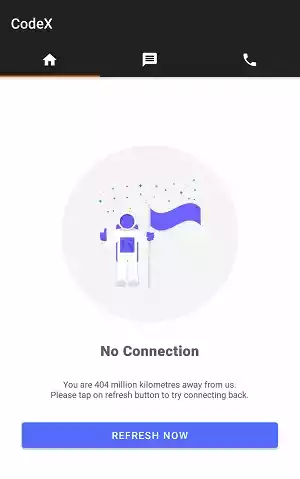 CodeX
No Connection
You are 404 million kilometres away from us.
Please tap on refresh button to try connecting back.
REFRESH NOW